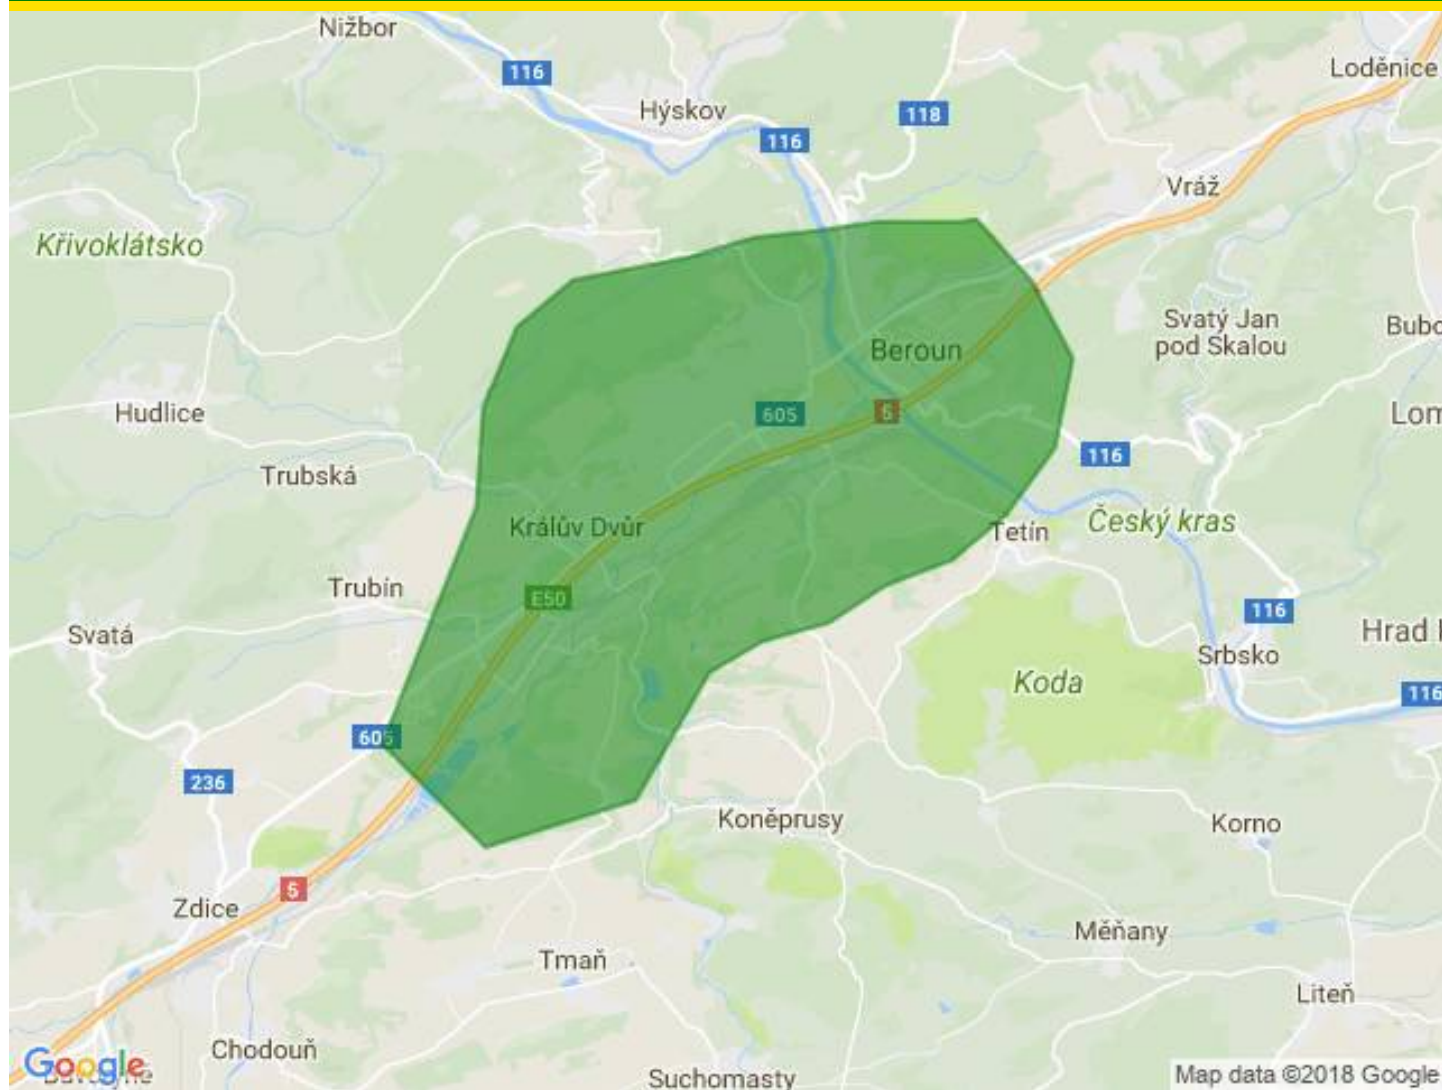 Nižbor
116
Loděnice
Hýskov
118
116
Vráž
Křivoklátsko
Svatý Jan
pod Skalou
Beroun
Hudlice
605
5
116
Trubská
Králův Dvůr
Tetín
Český kras
Trubín
E50
116
Svatá
Hrad
Srbsko
Koda
116
605
236
Koněprusy
Korno
5
Zdice
Měňany
Tmaň
Liteň
Chodouň
Google
Suchomasty
Map data ©2018 Google